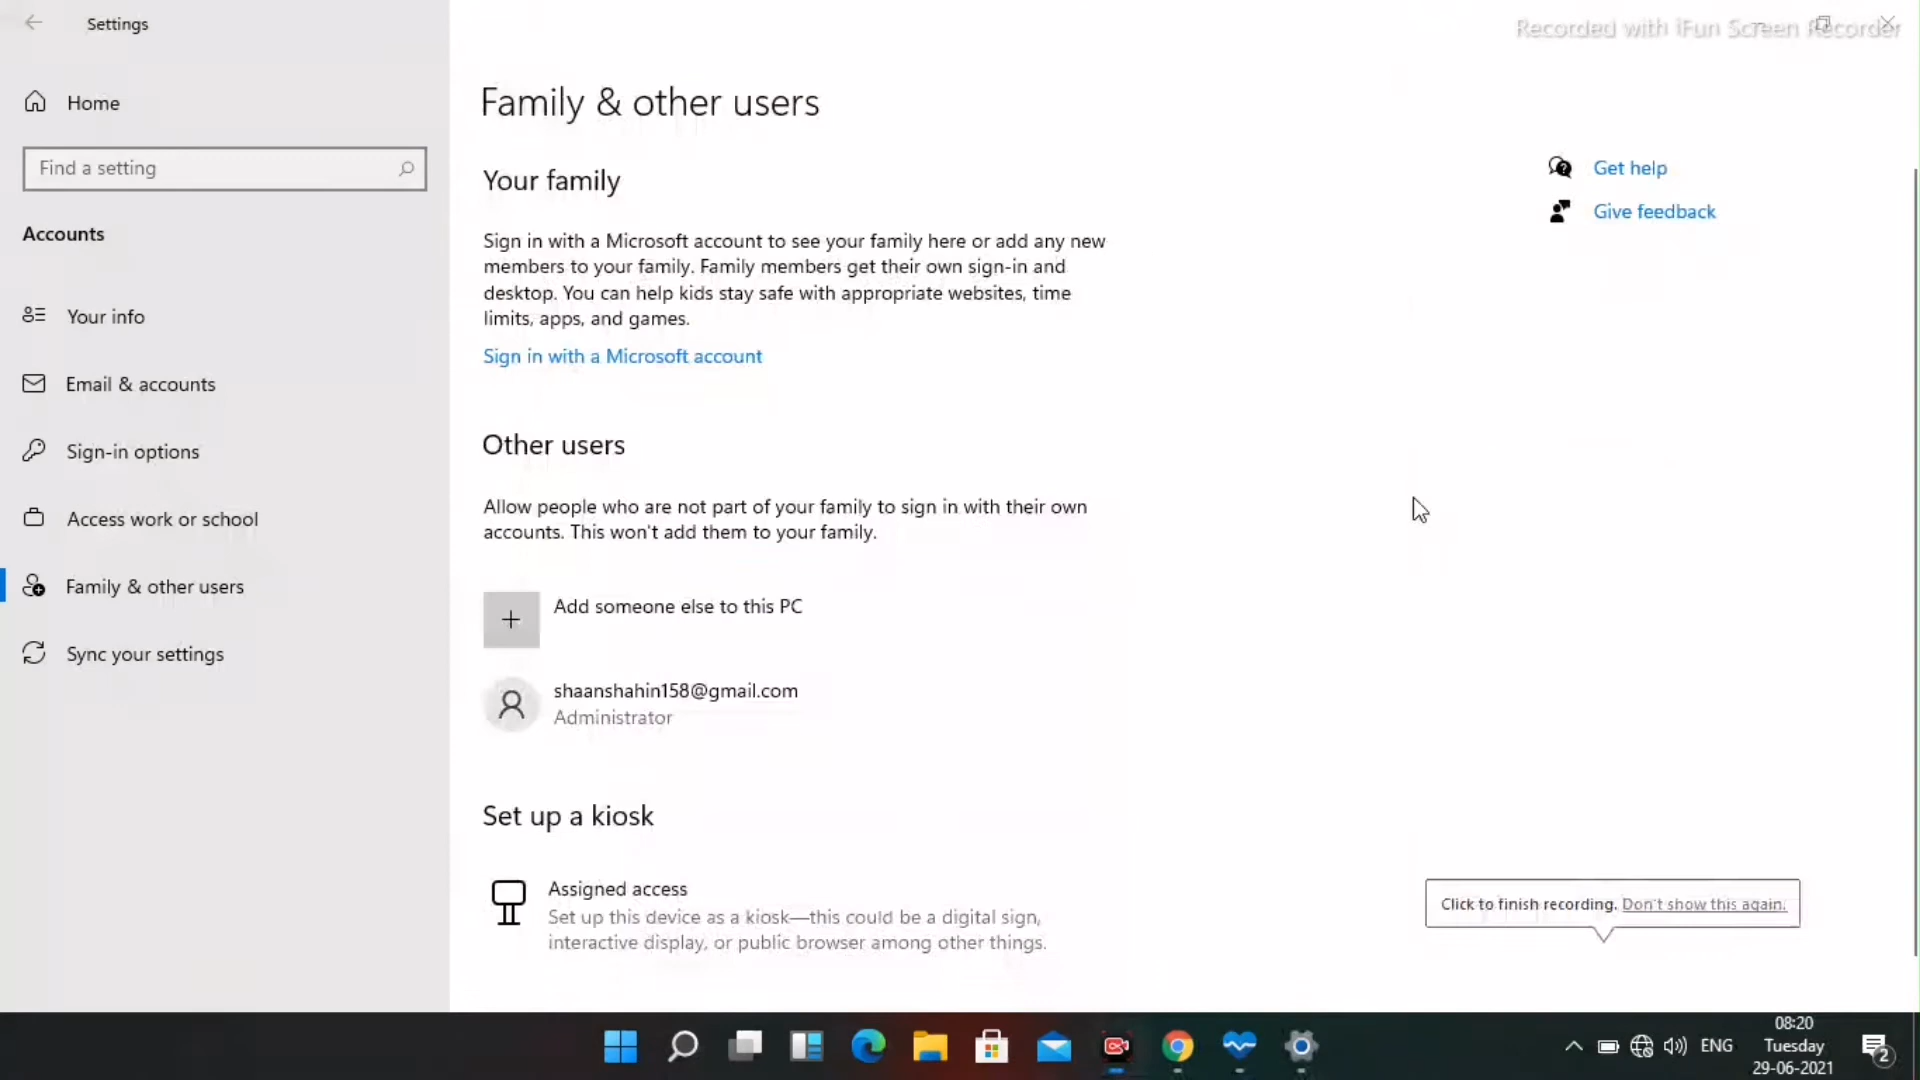 Settings
Recorded with iFun Screen Recorder
Home
Find a setting
Accounts
Your info
Email & accounts
Sign-in options
Access work or school
Family & other users
Sync your settings
Family & other users
Your family
Sign in with a Microsoft account to see your family here or add any new
members to your family. Family members get their own sign-in and
desktop. You can help kids stay safe with appropriate websites, time
limits, apps, and games.
Sign in with a Microsoft account
Other users
Allow people who are not part of your family to sign in with their own
accounts. This won't add them to your family.
Add someone else to this PC
shaanshahin158@gmail.com
Administrator
Set up a kiosk
Assigned access
Set up this device as a kiosk—this could be a digital sign,
interactive display, or public browser among other things.
Get help
Give feedback
Click to finish recording. Don't show this again.
ENG
08:20
Tuesday
29-06-2021
2